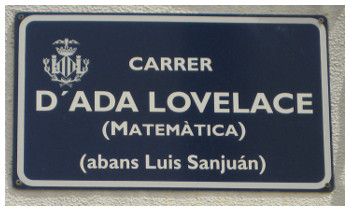 CARRER
D´ADA LOVELACE
(MATEMÀTICA)
(abans Luis Sanjuán)